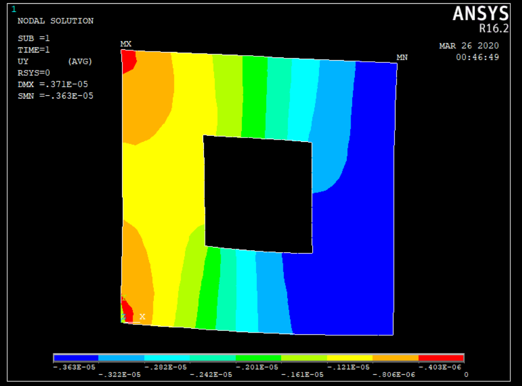 1
NODAL SOLUTION
ANSYS
R16.2
SUB =1
TIME=1
UY (AVG)
RSYS=0
DMX =.371E-05
SMN =-.363E-05
MAR 26 2020
00:46:49
MX
MN
X
-.363E-05 -.202E-05 -.201E-05 -.121E-05 -.403E-06
-.322E-05 -.242E-05 -.161E-05 -.806E-06 0